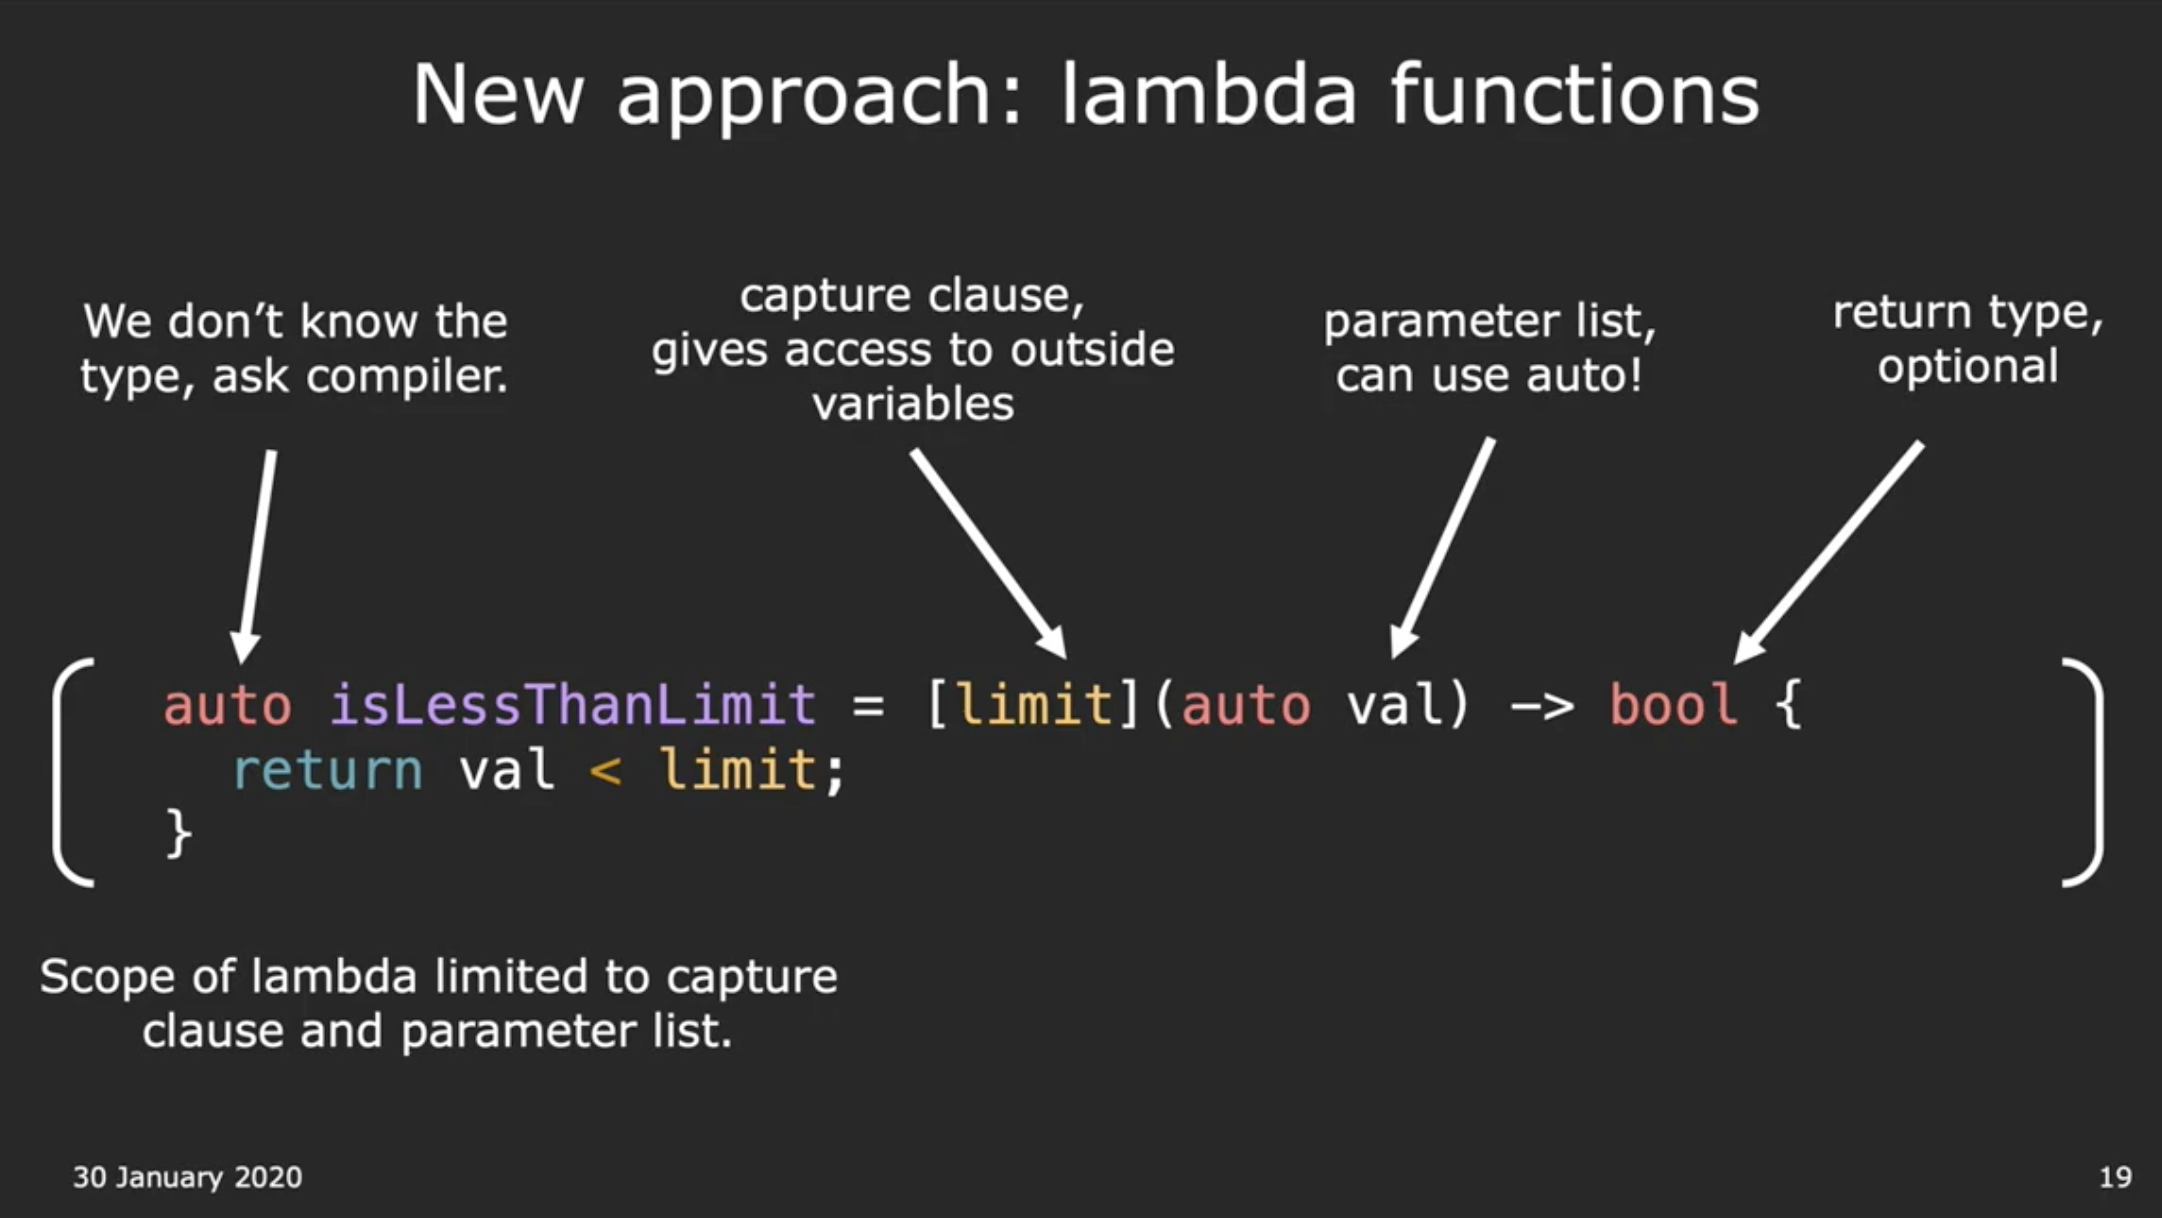 New approach: lambda functions
We don’t know the
type, ask compiler.
capture clause,
gives access to outside
variables
parameter list,
can use auto!
return type,
optional
auto isLessThanLimit = [limit](auto val) -> bool {
  return val < limit;
}
Scope of lambda limited to capture
clause and parameter list.
30 January 2020
19